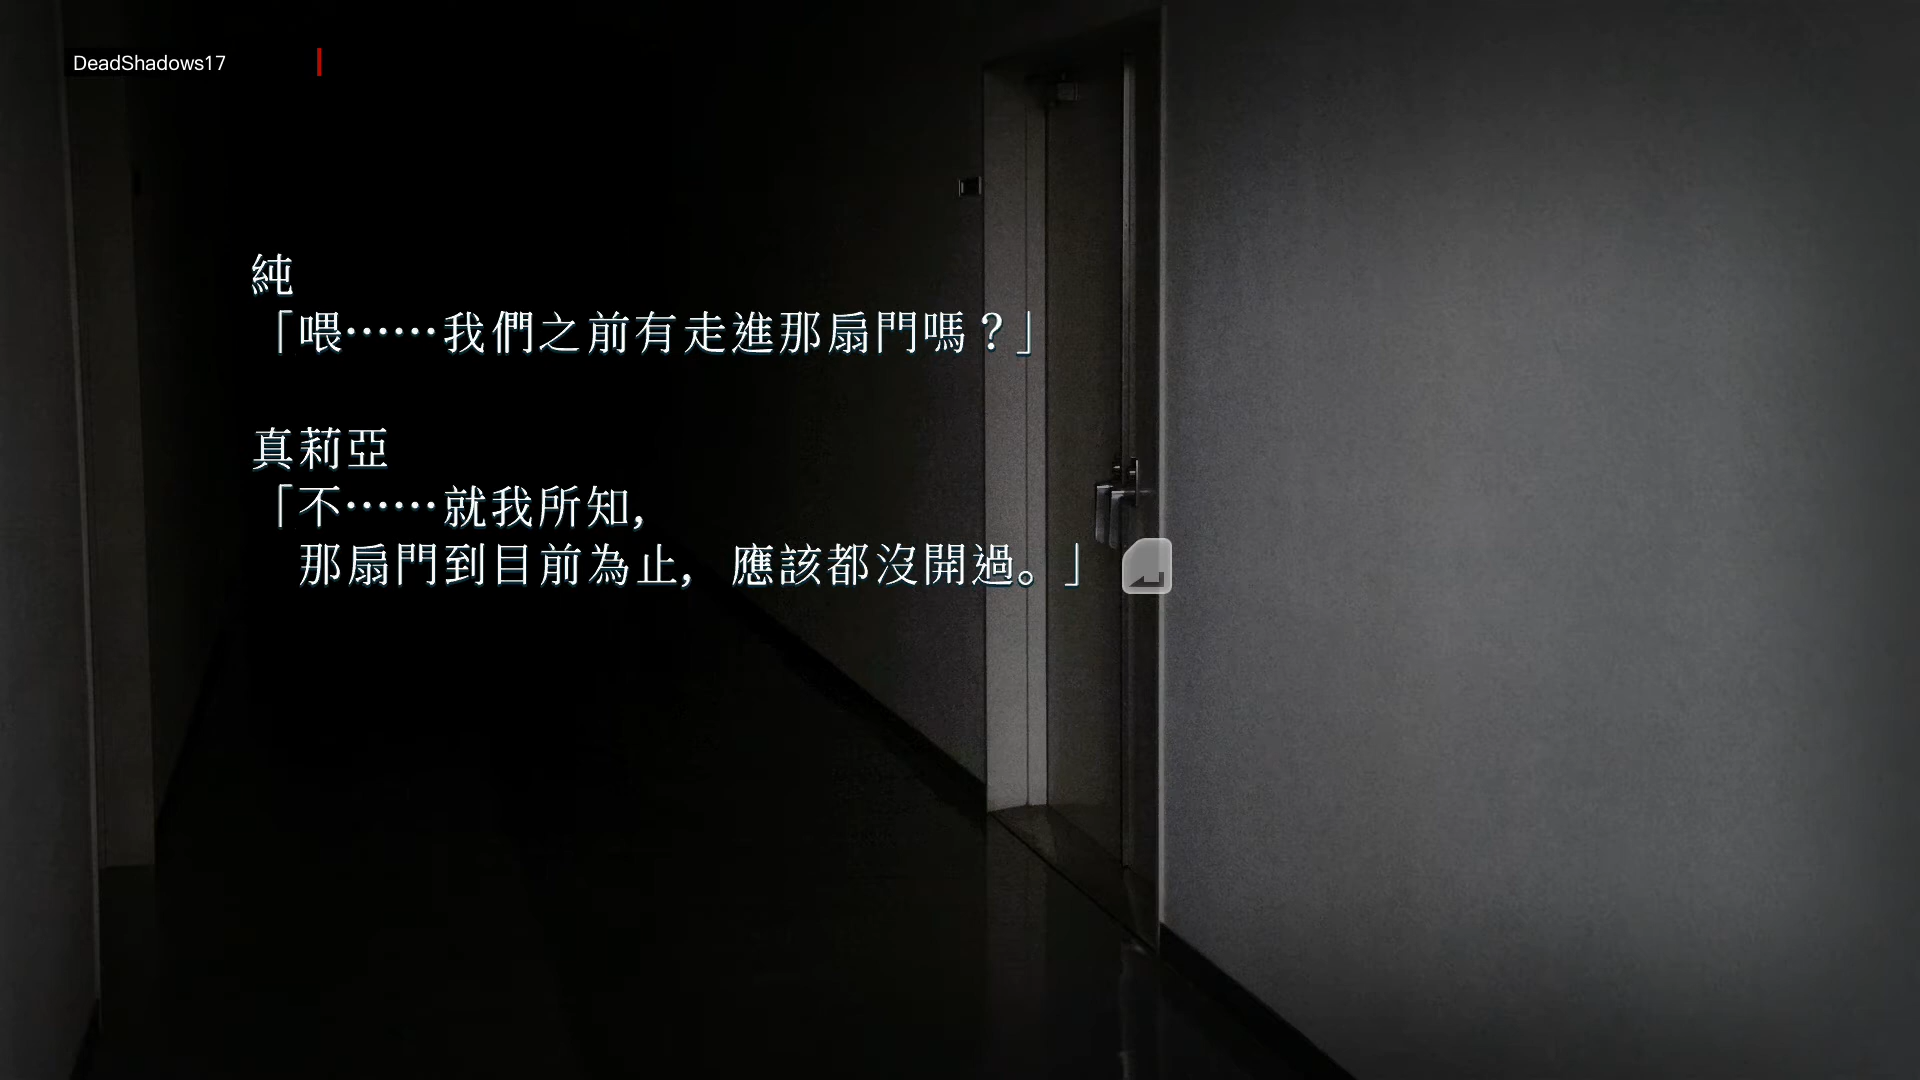 DeadShadows17
純
「喂……我們之前有走進那扇門嗎？」
真莉亞
「不……就我所知，
那扇門到目前為止，應該都沒開過。」